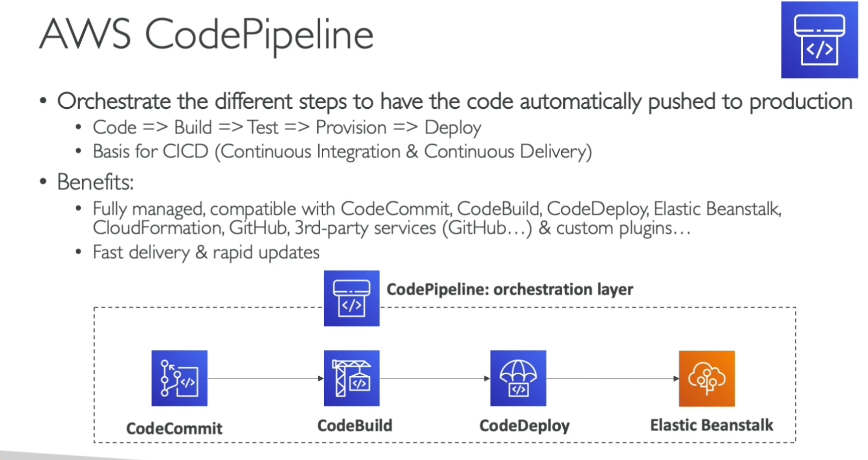 AWS CodePipeline
</>
• Orchestrate the different steps to have the code automatically pushed to production
• Code => Build => Test => Provision => Deploy
• Basis for CICD (Continuous Integration & Continuous Delivery)
• Benefits:
• Fully managed, compatible with CodeCommit, CodeBuild, CodeDeploy, Elastic Beanstalk,
CloudFormation, GitHub, 3rd-party services (GitHub…) & custom plugins…
• Fast delivery & rapid updates
CodePipeline: orchestration layer
</>
</>
</>
</>
CodeCommit
CodeBuild
CodeDeploy
Elastic Beanstalk